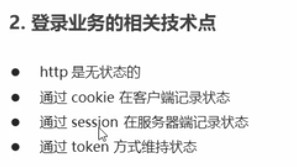 2. 登录业务的相关技术点
● http 是无状态的
● 通过 cookie 在客户端记录状态
● 通过 session 在服务器端记录状态
● 通过 token 方式维持状态